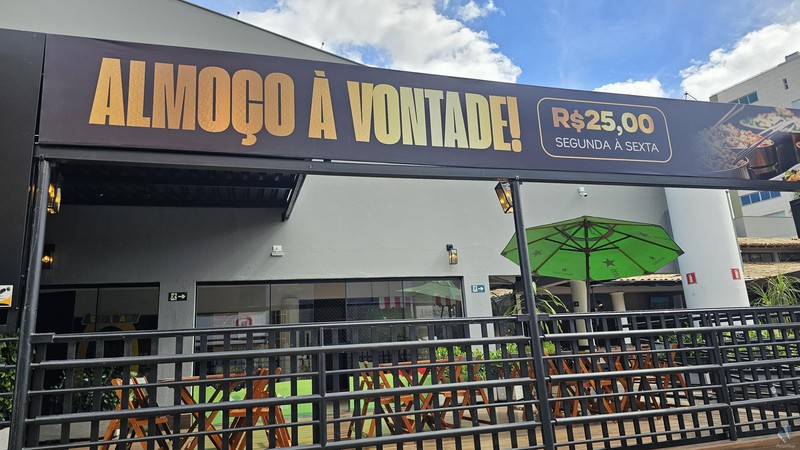 ALMOÇO À VONTADE!
R$25,00
SEGUNDA À SEXTA